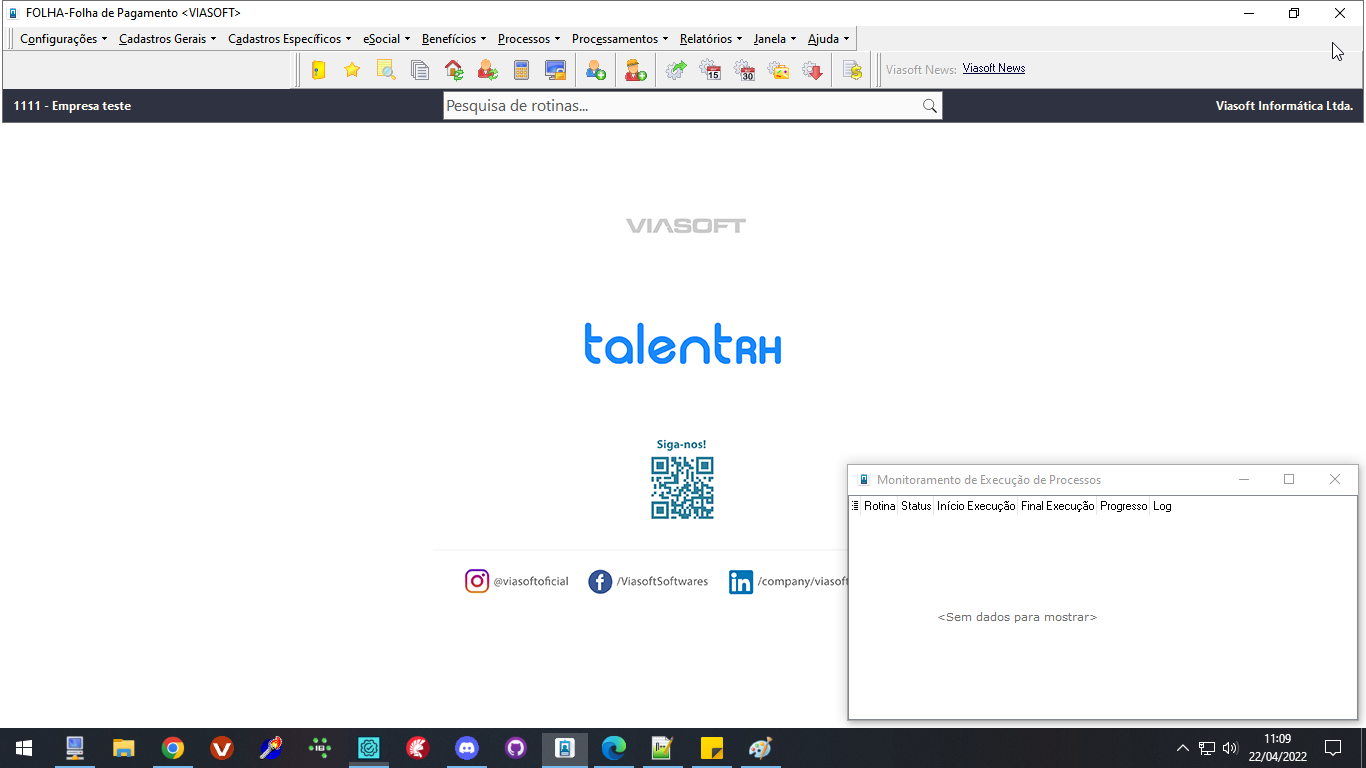 FOLHA-Folha de Pagamento <VIASOFT>
Configurações Cadastros Gerais Cadastros Específicos eSocial Benefícios Processos Processamentos Relatórios Janela Ajuda
15 30 Viasoft News: Viasoft News
1111 - Empresa teste Pesquisa de rotinas... Viasoft Informática Ltda.
VIASOFT
talentRH
Siga-nos!
Monitoramento de Execução de Processos
Rotina Status Início Execução Final Execução Progresso Log
@viasoftoficial /ViasoftSoftwares /company/viasoft
<Sem dados para mostrar>
11:09
22/04/2022